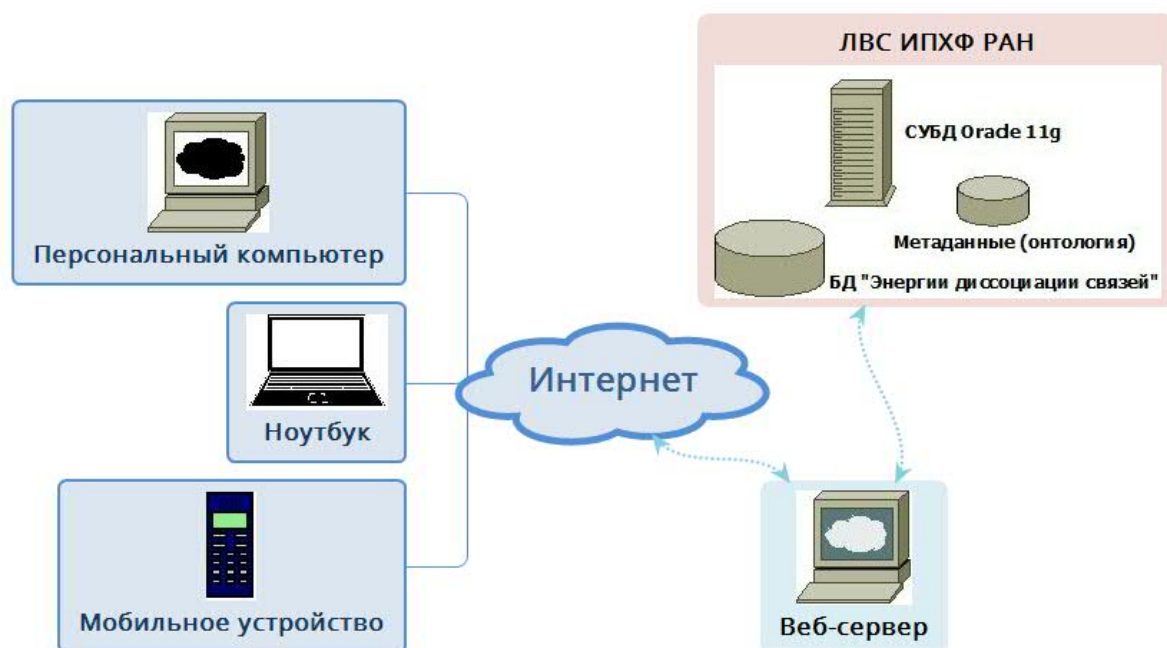 ЛВС ИПХФ РАН
СУБД Oracle 11g
Метаданные (онтология)
БД "Энергии диссоциации связей"
Персональный компьютер
Ноутбук
Мобильное устройство
Интернет
Веб-сервер